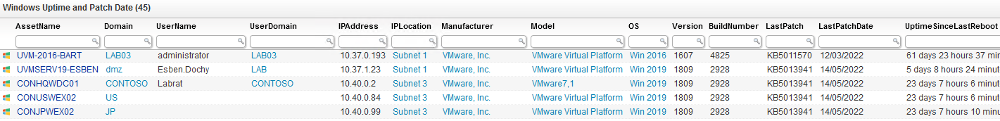 Windows Uptime and Patch Date (45)
AssetName Domain UserName UserDomain IPAddress IPLocation Manufacturer Model OS Version BuildNumber LastPatch LastPatchDate UptimeSinceLastReboot
UVM-2016-BART LAB03 administrator LAB03 10.37.0.193 Subnet 1 VMware, Inc. VMware Virtual Platform Win 2016 1607 4825 KB5011570 12/03/2022 61 days 23 hours 37 min
UVMSERV19-ESBEN dmz Esben.Dochy LAB 10.37.1.23 Subnet 1 VMware, Inc. VMware Virtual Platform Win 2019 1809 2928 KB5013941 14/05/2022 5 days 8 hours 24 minut
CONHQWDC01 CONTOSO Labrat CONTOSO 10.40.0.2 Subnet 3 VMware, Inc. VMware7,1 Win 2019 1809 2928 KB5013941 14/05/2022 23 days 7 hours 6 minut
CONUSWEX02 US 10.40.0.84 Subnet 3 VMware, Inc. VMware Virtual Platform Win 2019 1809 2928 KB5013941 14/05/2022 23 days 7 hours 6 minut
CONJPWEX02 JP 10.40.0.99 Subnet 3 VMware, Inc. VMware Virtual Platform Win 2019 1809 2928 KB5013941 14/05/2022 23 days 7 hours 10 minu